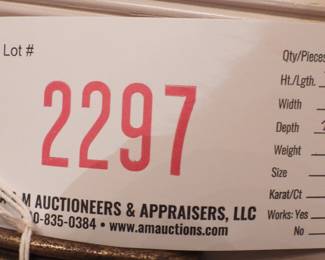 Lot #
2297
M AUCTIONEERS & APPRAISERS, LLC
0-835-0384 • www.amauctions.com
Qty/Pieces
Ht./Lgth.
Width
Depth
Weight
Size
Karat/Ct
Works: Yes
No